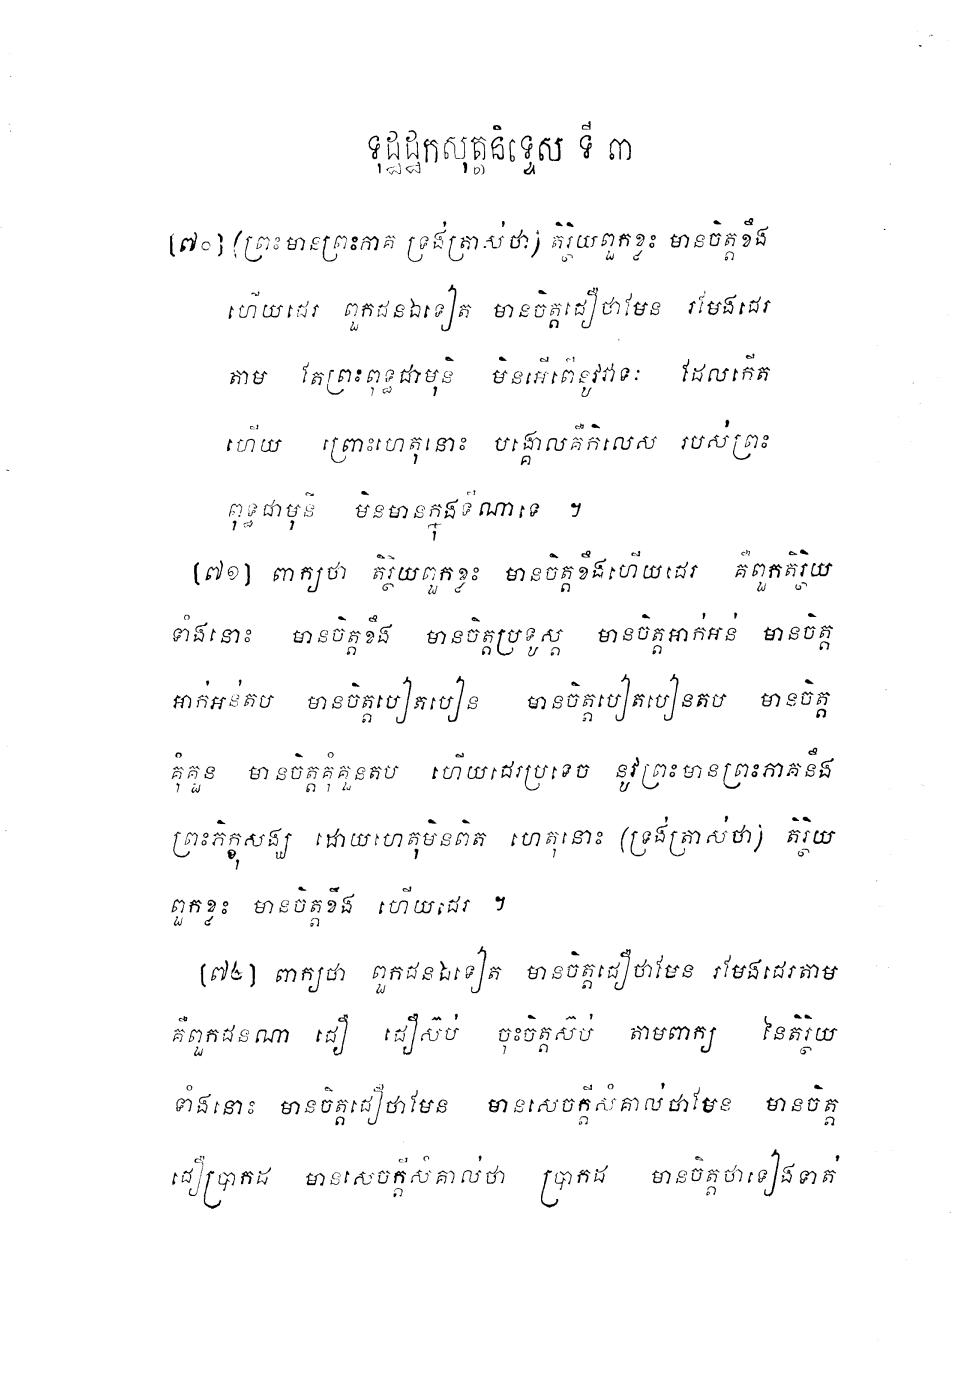 ទុដ្ឋដ្ឋកសុត្តនិទ្ទេស ទី ៣
[៧០] (ព្រះមានព្រះភាគ ទ្រង់ត្រាស់ថា) តិរ្ថិយពួកខ្លះ មានចិត្តខឹង
ហើយដេរ ពួកជនឯទៀត មានចិត្តជឿថាមែន រមែងដេរ
តាម តែព្រះពុទ្ធជាមុនិ មិនអើពើនូវវាទៈ ដែលកើត
ហើយ ព្រោះហេតុនោះ បង្គោលគឺកិលេស របស់ព្រះ
ពុទ្ធជាមុនី មិនមានក្នុងទីណាទេ ។
[៧១] ពាក្យថា តិរ្ថិយពួកខ្លះ មានចិត្តខឹងហើយដេរ គឺពួកតិរ្ថិយ
ទាំងនោះ មានចិត្តខឹង មានចិត្តប្រទូស្ត មានចិត្តអាក់អន់ មានចិត្ត
អាក់អន់តប មានចិត្តបៀតបៀន មានចិត្តបៀតបៀនតប មានចិត្ត
គុំគួន មានចិត្តគុំគួនតប ហើយដេរប្រទេច នូវព្រះមានព្រះភាគនឹង
ព្រះភិក្ខុសង្ឃ ដោយហេតុមិនពិត ហេតុនោះ (ទ្រង់ត្រាស់ថា) តិរ្ថិយ
ពួកខ្លះ មានចិត្តខឹង ហើយដេរ ។
[៧២] ពាក្យថា ពួកជនឯទៀត មានចិត្តជឿថាមែន រមែងដេរតាម
គឺពួកជនណា ជឿ ជឿស៊ប់ ចុះចិត្តស៊ប់ តាមពាក្យ នៃតិរ្ថិយ
ទាំងនោះ មានចិត្តជឿថាមែន មានសេចក្តីសំគាល់ថាមែន មានចិត្ត
ជឿប្រាកដ មានសេចក្តីសំគាល់ថា ប្រាកដ មានចិត្តថាទៀងទាត់